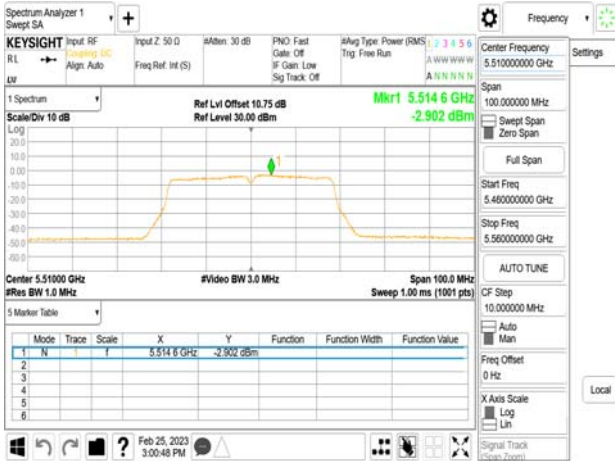 Spectrum Analyzer 1
Swept SA
+
Frequency
KEYSIGHT
RL
Input: RF
Coupling: DC
Align: Auto
Input Z: 50 Ω
Freq Ref: Int (S)
#Atten: 30 dB
PNO: Fast
Gate: Off
IF Gain: Low
Sig Track: Off
#Avg Type: Power (RMS
Trig: Free Run
1 2 3 4 5 6
A W W W W W
A N N N N N
LXI
1 Spectrum
Scale/Div 10 dB
Ref Lvl Offset 10.75 dB
Ref Level 30.00 dBm
Mkr1 5.514 6 GHz
-2.902 dBm
Log
20.0
10.0
0.00
-10.0
-20.0
-30.0
-40.0
-50.0
-60.0
1
Center 5.51000 GHz
#Res BW 1.0 MHz
#Video BW 3.0 MHz
Span 100.0 MHz
Sweep 1.00 ms (1001 pts)
5 Marker Table
Mode Trace Scale X Y Function Function Width Function Value
1 N 1 f 5.514 6 GHz -2.902 dBm
2
3
4
5
6
Feb 25, 2023
3:00:48 PM
?
Center Frequency
5.510000000 GHz
Span
100.000000 MHz
Swept Span
Zero Span
Full Span
Start Freq
5.460000000 GHz
Stop Freq
5.560000000 GHz
AUTO TUNE
CF Step
10.000000 MHz
Auto
Man
Freq Offset
0 Hz
X Axis Scale
Log
Lin
Signal Track
(Span Zoom)
Settings
Local